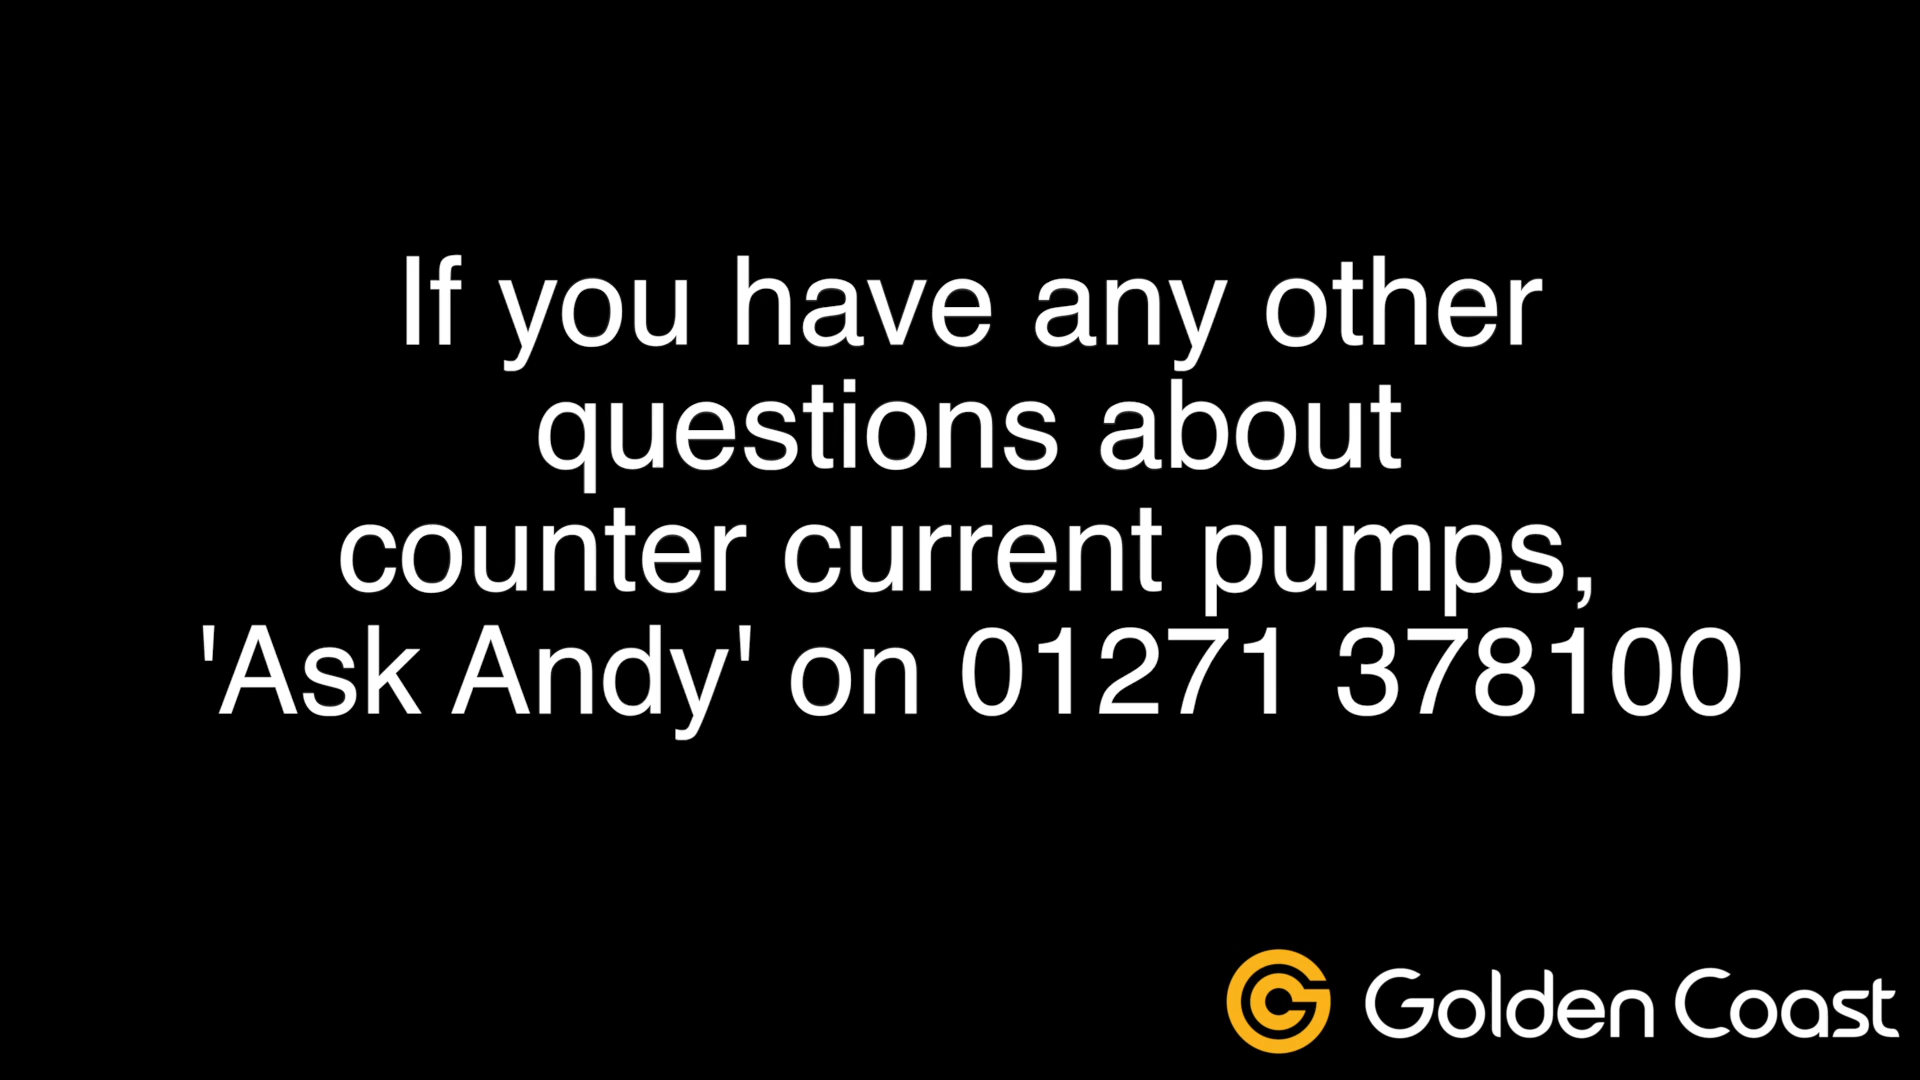 If you have any other
questions about
counter current pumps,
'Ask Andy' on 01271 378100
Golden Coast